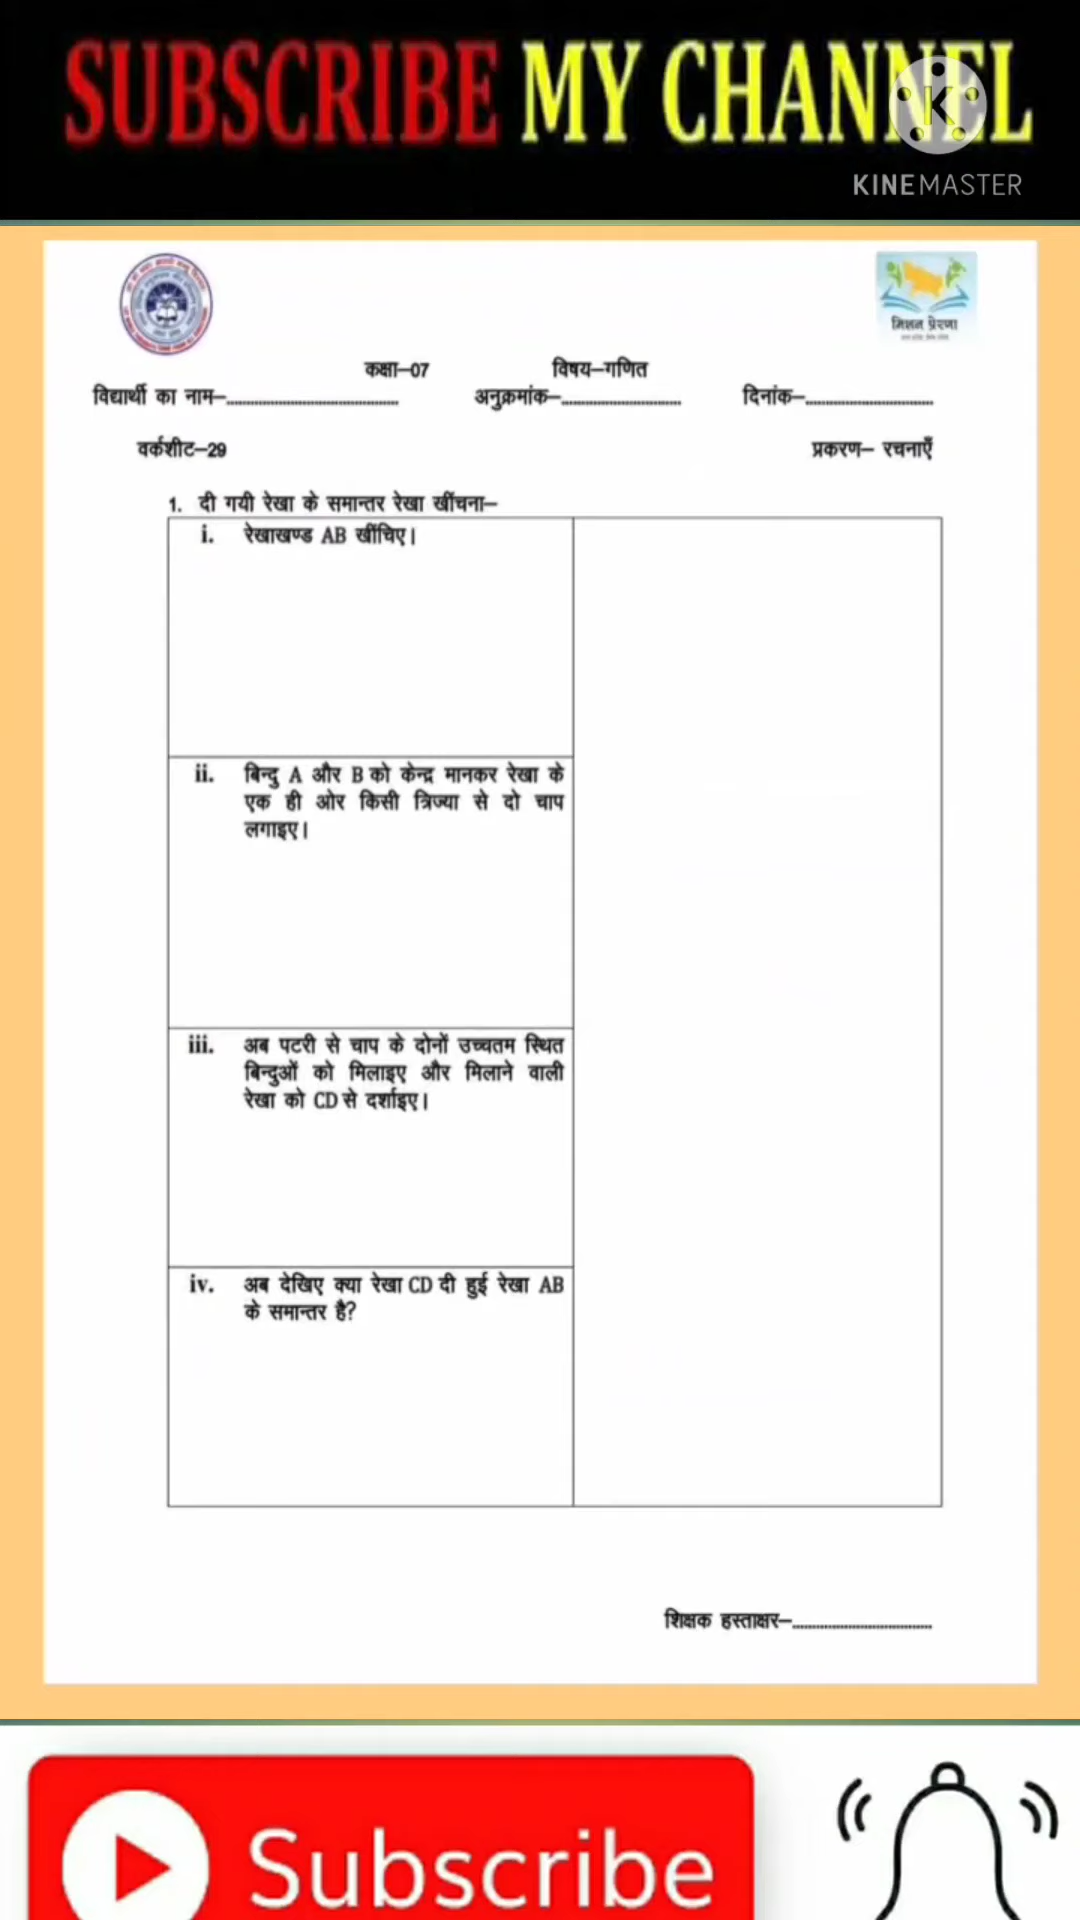 SUBSCRIBE MY CHANNEL
K
KINEMASTER
मिशन प्रेरणा
कक्षा–07 विषय–गणित
विद्यार्थी का नाम–.......................................... अनुक्रमांक–.............................. दिनांक–...............................
वर्कशीट–29 प्रकरण– रचनाएँ
1. दी गयी रेखा के समान्तर रेखा खींचना–
i. रेखाखण्ड AB खींचिए।
ii. बिन्दु A और B को केन्द्र मानकर रेखा के
एक ही ओर किसी त्रिज्या से दो चाप
लगाइए।
iii. अब पटरी से चाप के दोनों उच्चतम स्थित
बिन्दुओं को मिलाइए और मिलाने वाली
रेखा को CD से दर्शाइए।
iv. अब देखिए क्या रेखा CD दी हुई रेखा AB
के समान्तर है?
शिक्षक हस्ताक्षर–..................................
Subscribe